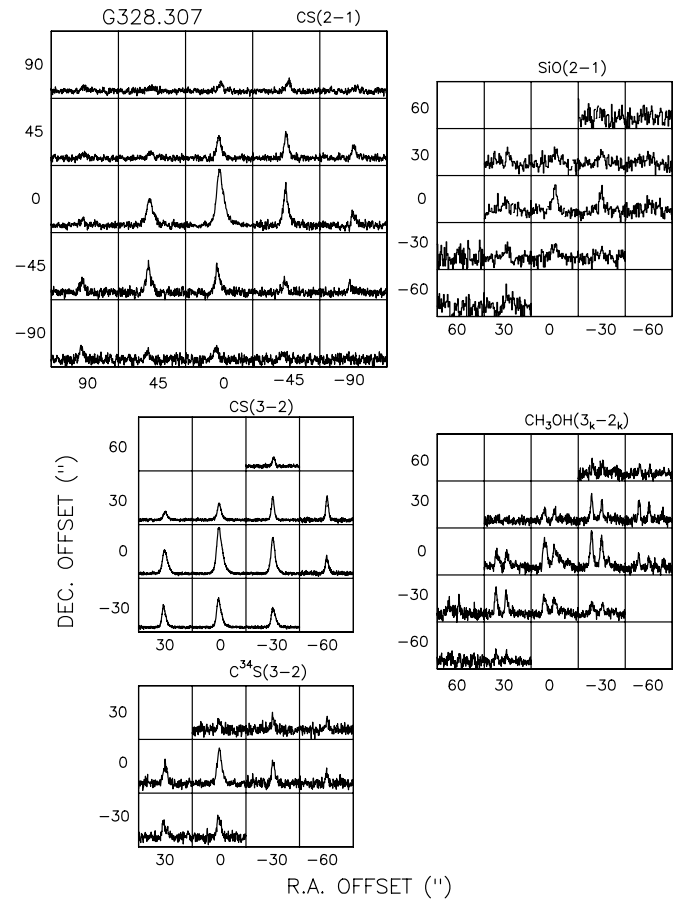 G328.307
CS(2−1)
90
45
0
−45
−90
90 45 0 −45 −90
SiO(2−1)
60
30
0
−30
−60
60 30 0 −30 −60
CS(3−2)
60
30
0
−30
30 0 −30 −60
CH₃OH(3ₖ−2ₖ)
60
30
0
−30
−60
60 30 0 −30 −60
C³⁴S(3−2)
30
0
−30
30 0 −30 −60
DEC. OFFSET ('')
R.A. OFFSET ('')